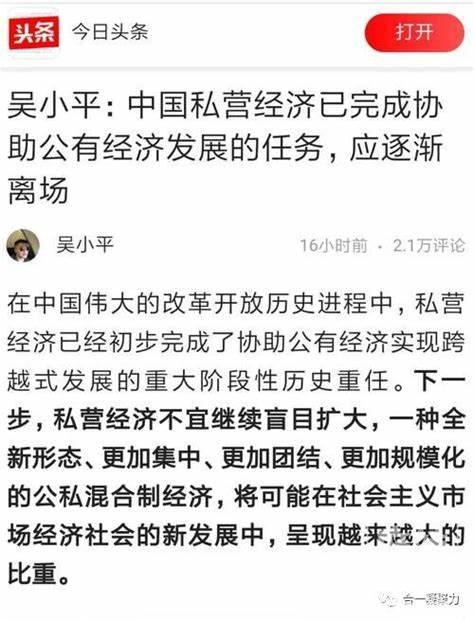 头条 今日头条 打开
吴小平：中国私营经济已完成协
助公有经济发展的任务，应逐渐
离场
吴小平 16小时前 · 2.1万评论
在中国伟大的改革开放历史进程中，私营
经济已经初步完成了协助公有经济实现跨
越式发展的重大阶段性历史重任。下一
步，私营经济不宜继续盲目扩大，一种全
新形态、更加集中、更加团结、更加规模化
的公私混合制经济，将可能在社会主义市
场经济社会的新发展中，呈现越来越大的
比重。
合一凝聚力